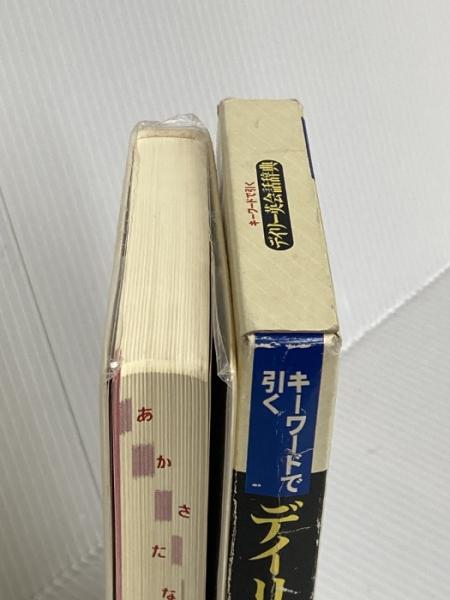 キーワードで引く
デイリー英会話辞典
キーワードで
引く
デイリ
あ
か
さ
た
な